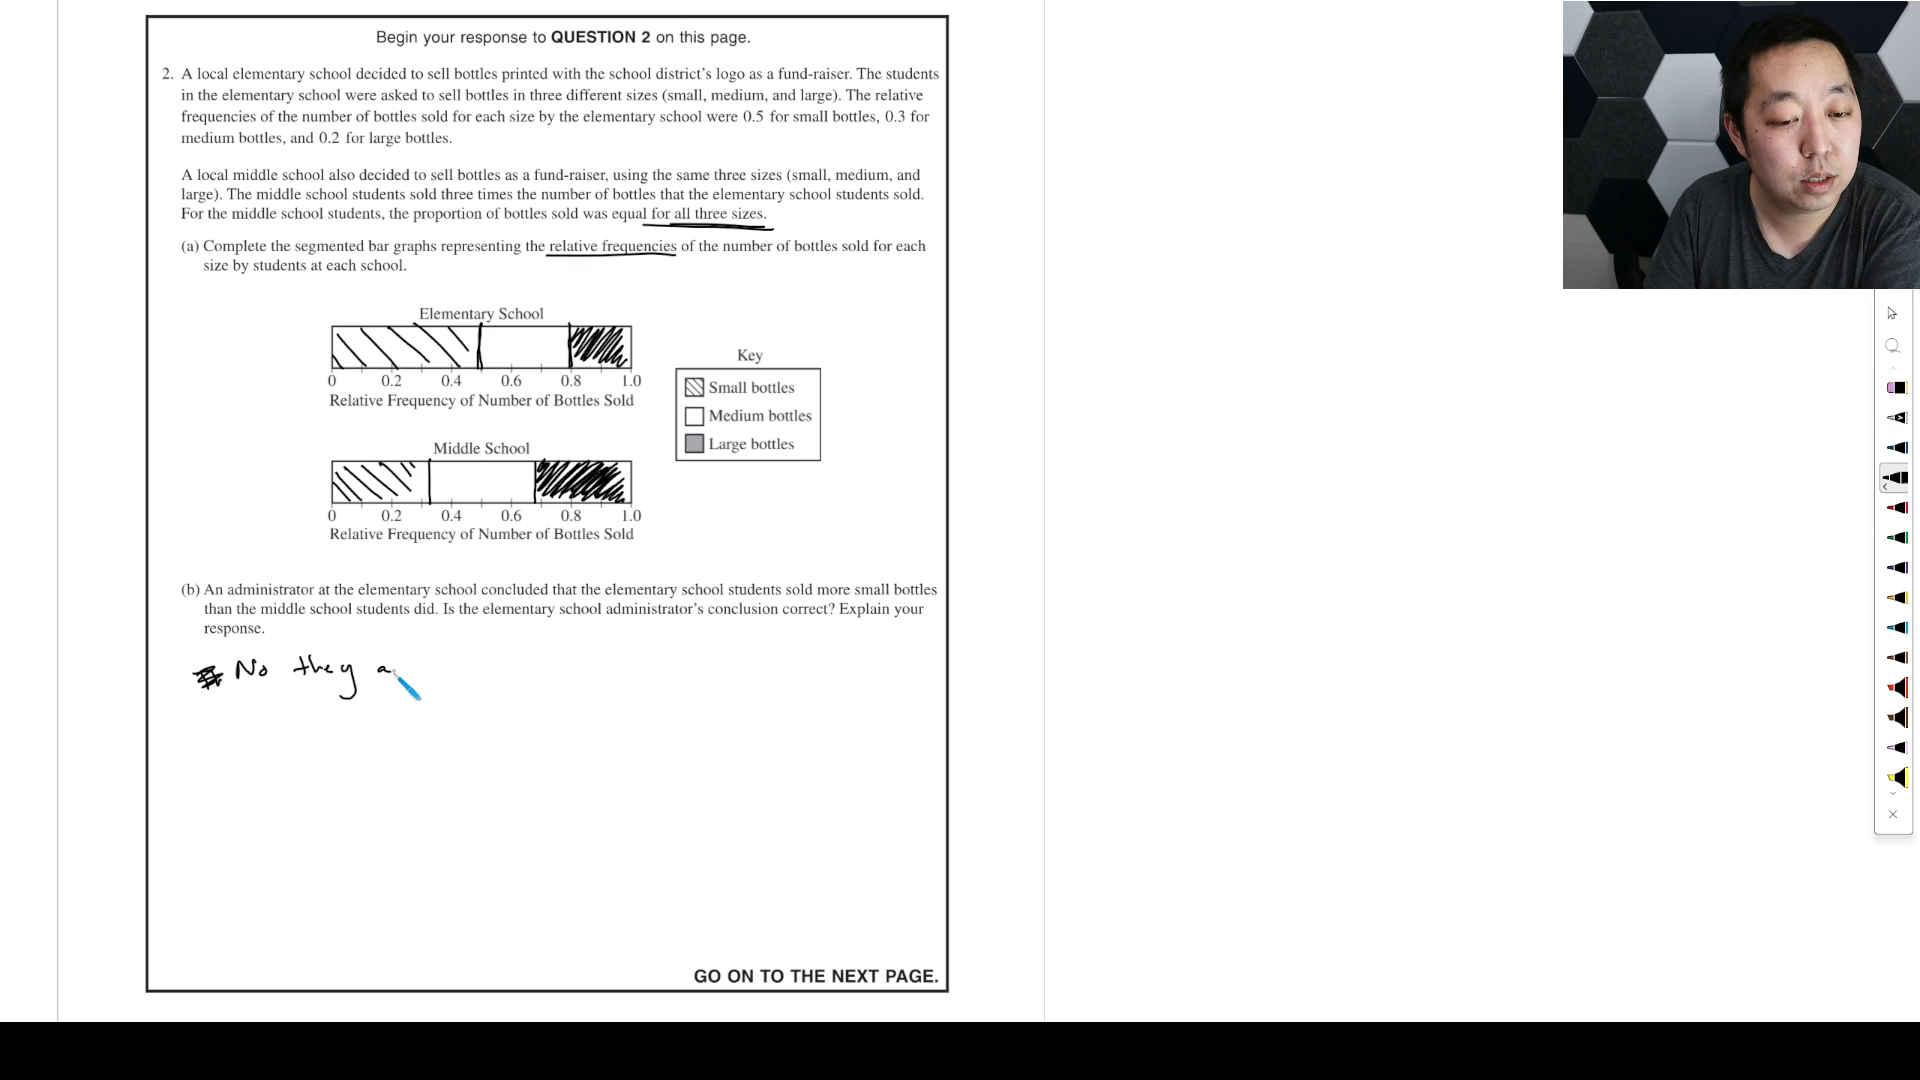 Begin your response to QUESTION 2 on this page.
2. A local elementary school decided to sell bottles printed with the school district's logo as a fund-raiser. The students
in the elementary school were asked to sell bottles in three different sizes (small, medium, and large). The relative
frequencies of the number of bottles sold for each size by the elementary school were 0.5 for small bottles, 0.3 for
medium bottles, and 0.2 for large bottles.
A local middle school also decided to sell bottles as a fund-raiser, using the same three sizes (small, medium, and
large). The middle school students sold three times the number of bottles that the elementary school students sold.
For the middle school students, the proportion of bottles sold was equal for all three sizes.
(a) Complete the segmented bar graphs representing the relative frequencies of the number of bottles sold for each
size by students at each school.
Elementary School
0 0.2 0.4 0.6 0.8 1.0
Relative Frequency of Number of Bottles Sold
Key
Small bottles
Medium bottles
Large bottles
Middle School
0 0.2 0.4 0.6 0.8 1.0
Relative Frequency of Number of Bottles Sold
(b) An administrator at the elementary school concluded that the elementary school students sold more small bottles
than the middle school students did. Is the elementary school administrator's conclusion correct? Explain your
response.
No they a
GO ON TO THE NEXT PAGE.